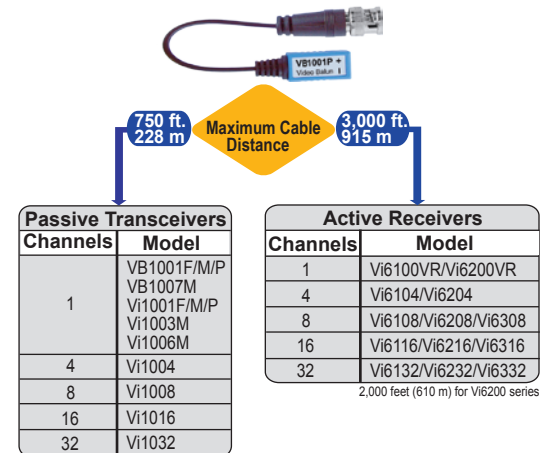 VB1001P +
Video Balun
750 ft.
228 m
Maximum Cable
Distance
3,000 ft.
915 m
Passive Transceivers
Channels Model
1
VB1001F/M/P
VB1007M
Vi1001F/M/P
Vi1003M
Vi1006M
4 Vi1004
8 Vi1008
16 Vi1016
32 Vi1032
Active Receivers
Channels Model
1 Vi6100VR/Vi6200VR
4 Vi6104/Vi6204
8 Vi6108/Vi6208/Vi6308
16 Vi6116/Vi6216/Vi6316
32 Vi6132/Vi6232/Vi6332
2,000 feet (610 m) for Vi6200 series